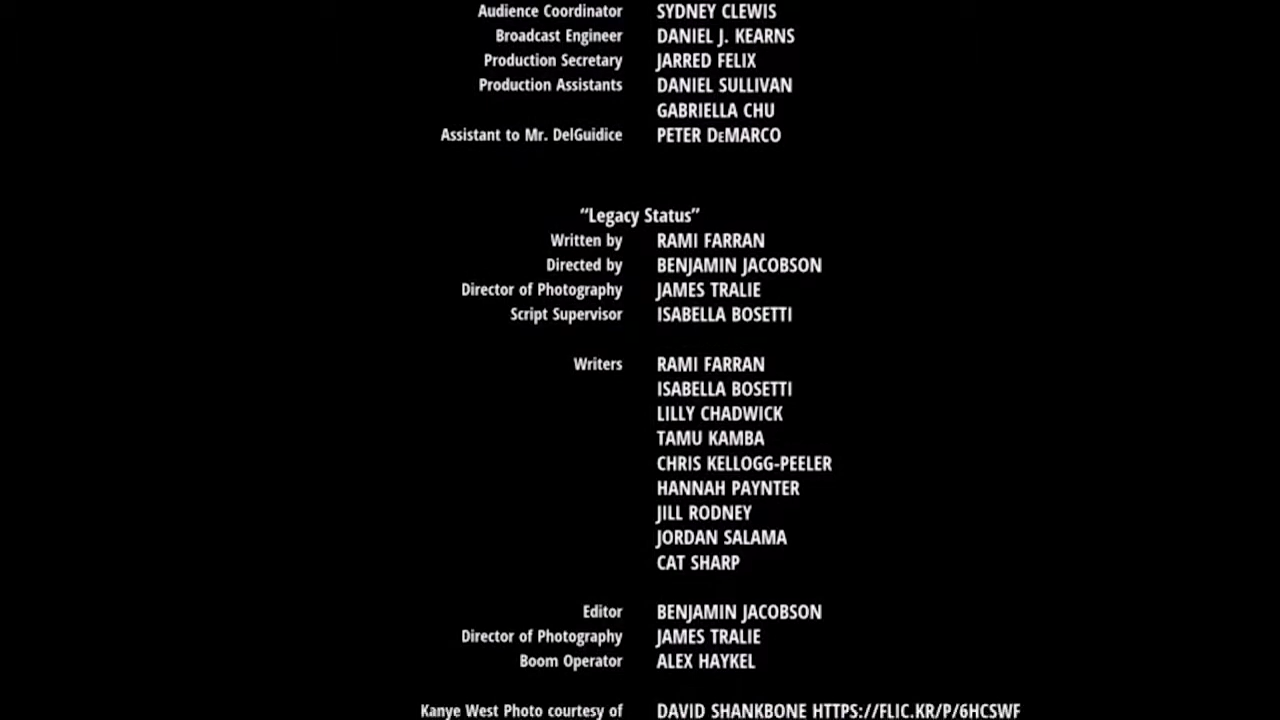 Audience Coordinator SYDNEY CLEWIS
Broadcast Engineer DANIEL J. KEARNS
Production Secretary JARRED FELIX
Production Assistants DANIEL SULLIVAN
GABRIELLA CHU
Assistant to Mr. DelGuidice PETER DEMARCO
“Legacy Status”
Written by RAMI FARRAN
Directed by BENJAMIN JACOBSON
Director of Photography JAMES TRALIE
Script Supervisor ISABELLA BOSETTI
Writers RAMI FARRAN
ISABELLA BOSETTI
LILLY CHADWICK
TAMU KAMBA
CHRIS KELLOGG-PEELER
HANNAH PAYNTER
JILL RODNEY
JORDAN SALAMA
CAT SHARP
Editor BENJAMIN JACOBSON
Director of Photography JAMES TRALIE
Boom Operator ALEX HAYKEL
Kanye West Photo courtesy of DAVID SHANKBONE HTTPS://FLIC.KR/P/6HCSWF